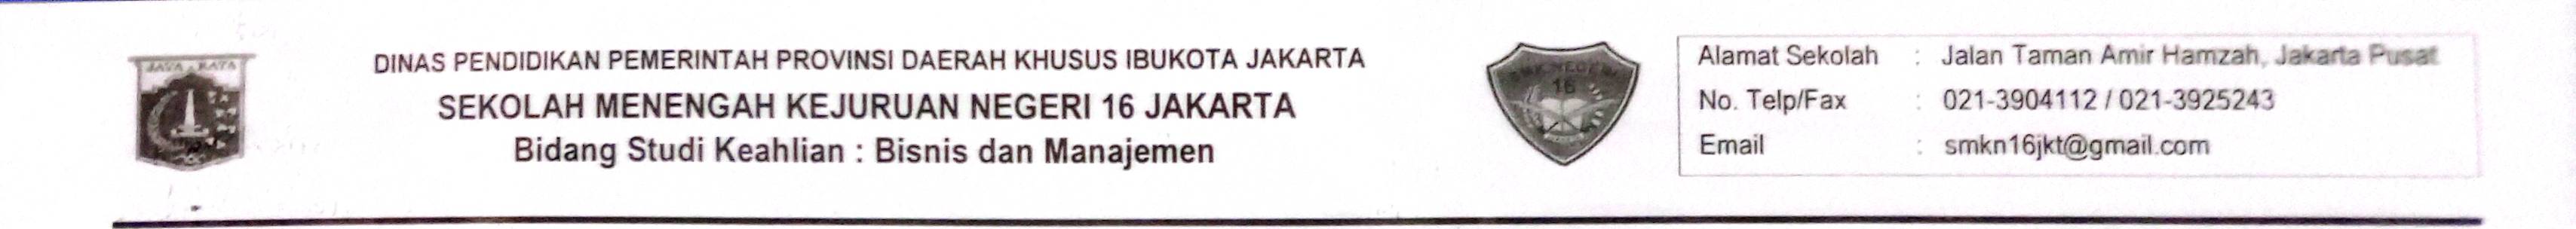 JAYA RAYA
DINAS PENDIDIKAN PEMERINTAH PROVINSI DAERAH KHUSUS IBUKOTA JAKARTA
SEKOLAH MENENGAH KEJURUAN NEGERI 16 JAKARTA
Bidang Studi Keahlian : Bisnis dan Manajemen
SMK NEGERI
16
Alamat Sekolah : Jalan Taman Amir Hamzah, Jakarta Pusat
No. Telp/Fax : 021-3904112 / 021-3925243
Email : smkn16jkt@gmail.com